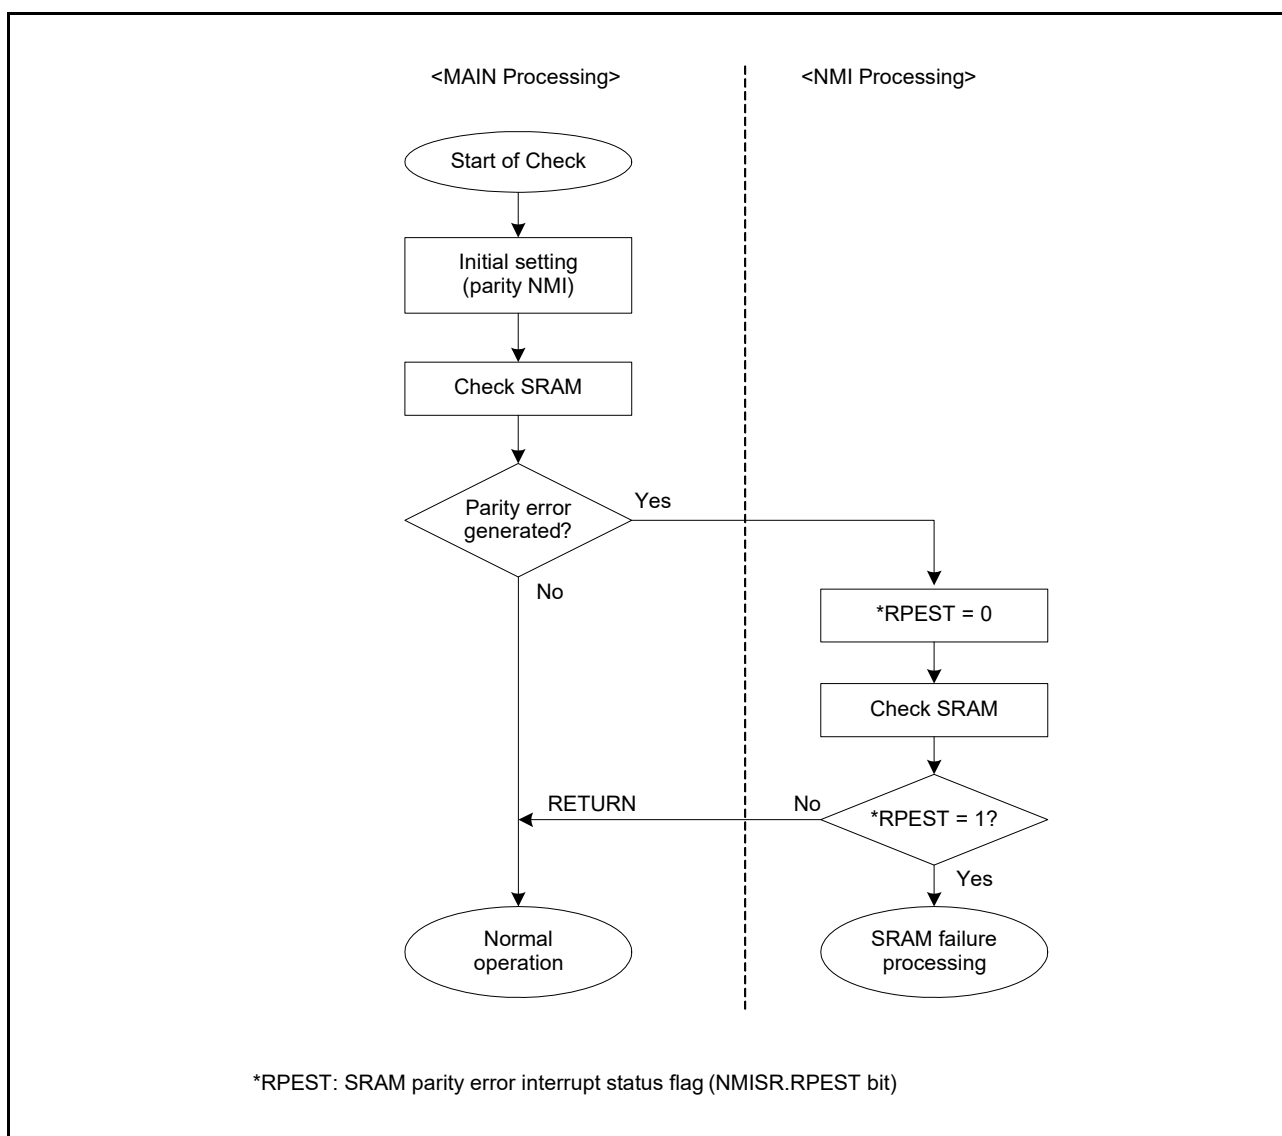 <MAIN Processing>
<NMI Processing>
Start of Check
Initial setting
(parity NMI)
Check SRAM
Parity error
generated?
Yes
No
*RPEST = 0
Check SRAM
*RPEST = 1?
No
RETURN
Yes
Normal
operation
SRAM failure
processing
*RPEST: SRAM parity error interrupt status flag (NMISR.RPEST bit)